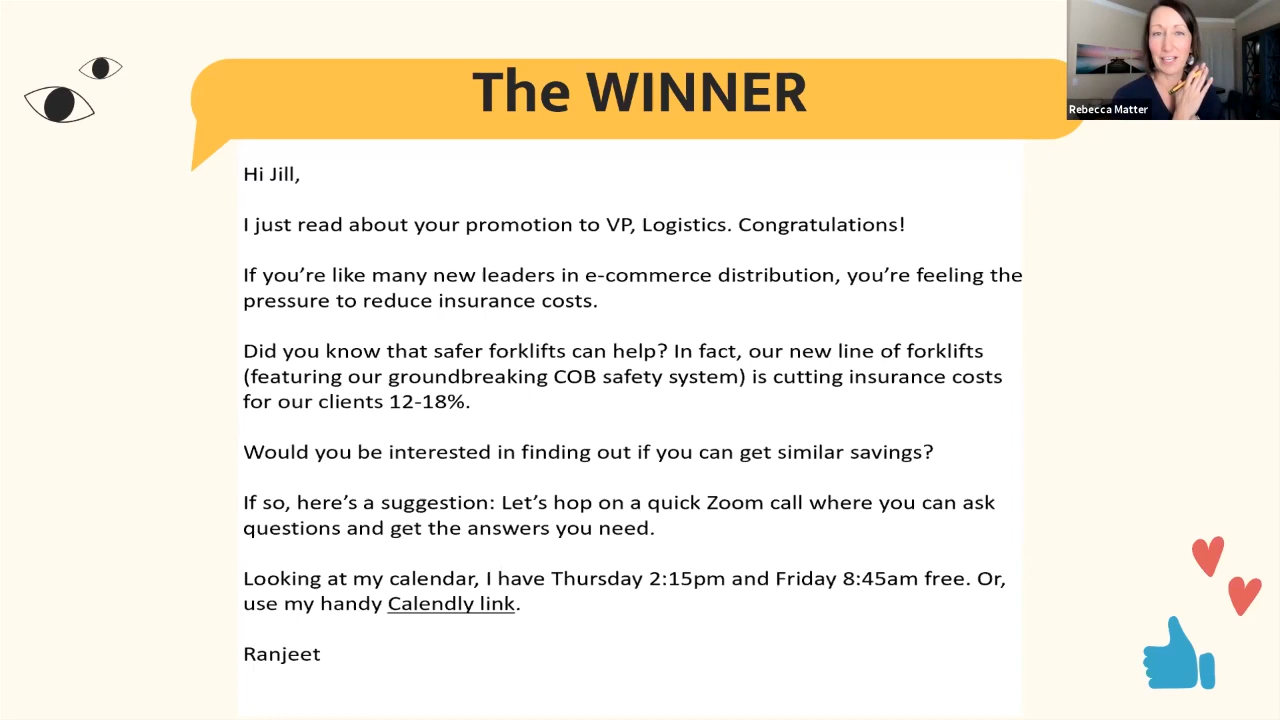 The WINNER
Rebecca Matter
Hi Jill,
I just read about your promotion to VP, Logistics. Congratulations!
If you’re like many new leaders in e-commerce distribution, you’re feeling the
pressure to reduce insurance costs.
Did you know that safer forklifts can help? In fact, our new line of forklifts
(featuring our groundbreaking COB safety system) is cutting insurance costs
for our clients 12-18%.
Would you be interested in finding out if you can get similar savings?
If so, here’s a suggestion: Let’s hop on a quick Zoom call where you can ask
questions and get the answers you need.
Looking at my calendar, I have Thursday 2:15pm and Friday 8:45am free. Or,
use my handy Calendly link.
Ranjeet